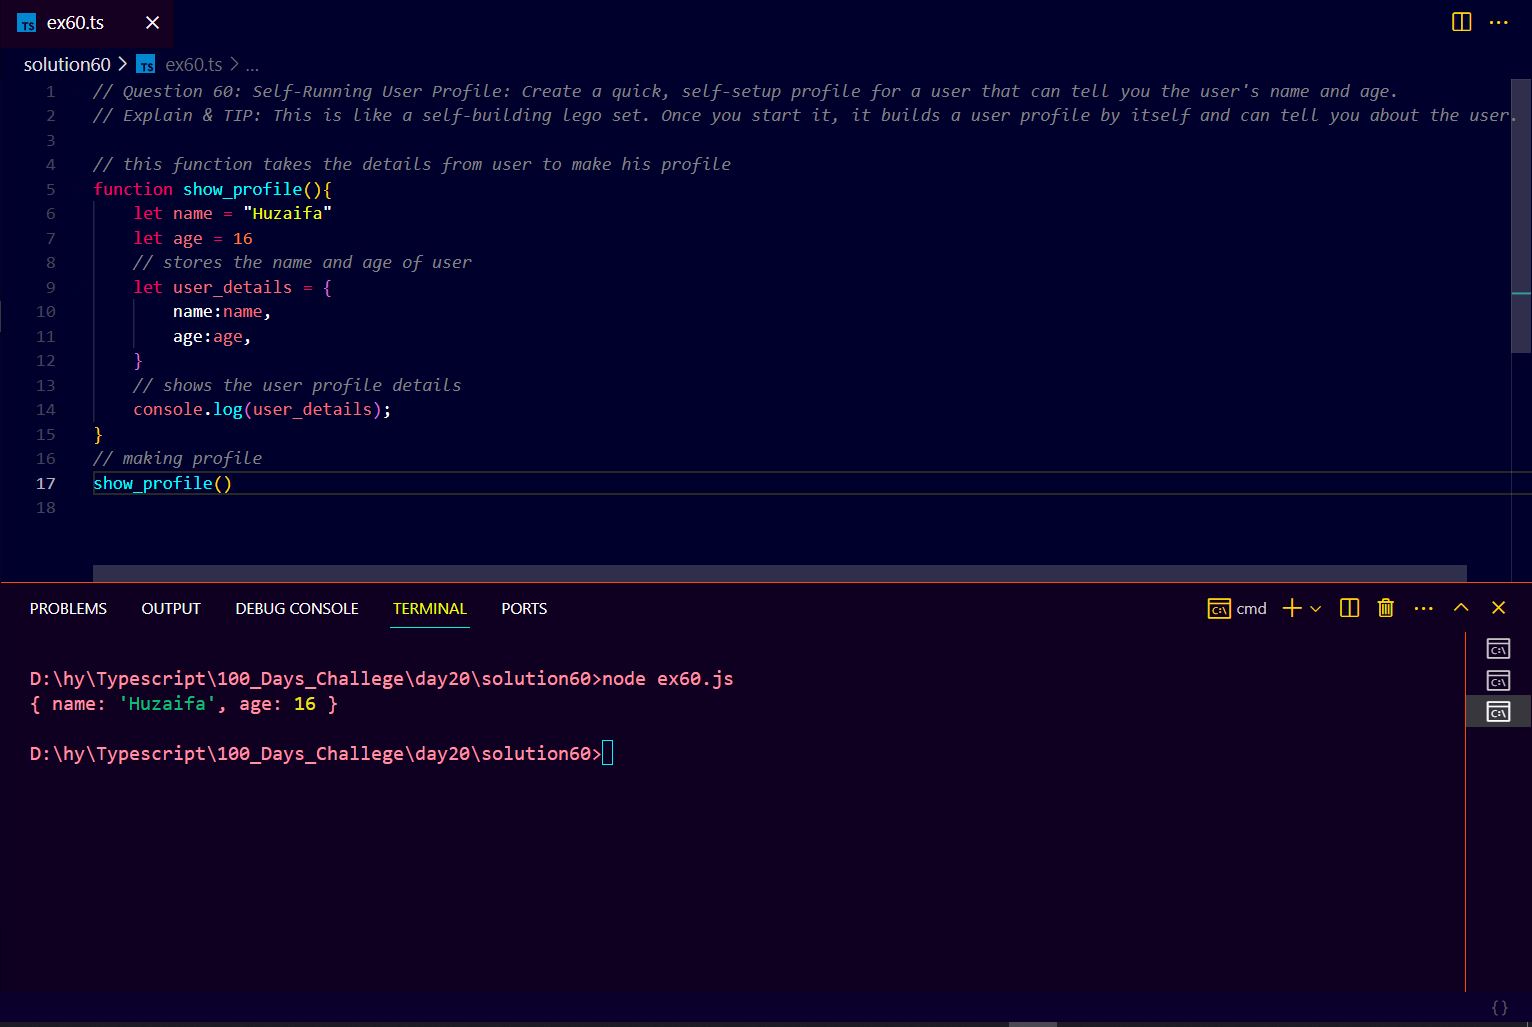 TS ex60.ts
solution60 > TS ex60.ts > ...
1 // Question 60: Self-Running User Profile: Create a quick, self-setup profile for a user that can tell you the user's name and age.
2 // Explain & TIP: This is like a self-building lego set. Once you start it, it builds a user profile by itself and can tell you about the user.
3
4 // this function takes the details from user to make his profile
5 function show_profile(){
6 let name = "Huzaifa"
7 let age = 16
8 // stores the name and age of user
9 let user_details = {
10 name:name,
11 age:age,
12 }
13 // shows the user profile details
14 console.log(user_details);
15 }
16 // making profile
17 show_profile()
18
PROBLEMS OUTPUT DEBUG CONSOLE TERMINAL PORTS cmd
D:\hy\Typescript\100_Days_Challege\day20\solution60>node ex60.js
{ name: 'Huzaifa', age: 16 }
D:\hy\Typescript\100_Days_Challege\day20\solution60>
{}